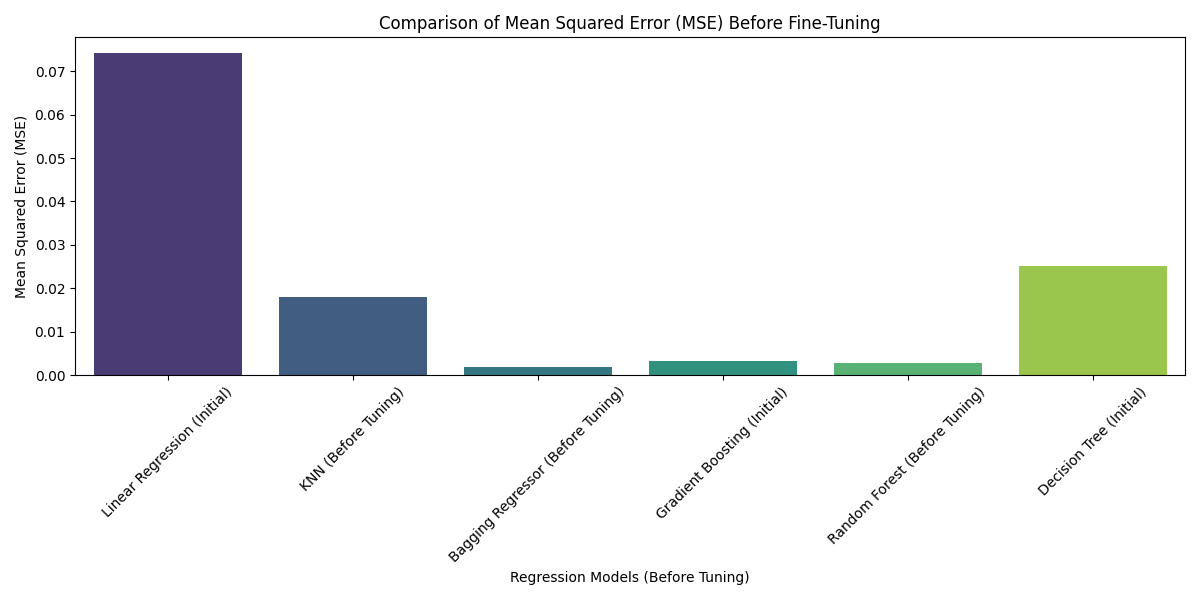 Comparison of Mean Squared Error (MSE) Before Fine-Tuning
Mean Squared Error (MSE)
0.07
0.06
0.05
0.04
0.03
0.02
0.01
0.00
Linear Regression (Initial)
KNN (Before Tuning)
Bagging Regressor (Before Tuning)
Gradient Boosting (Initial)
Random Forest (Before Tuning)
Decision Tree (Initial)
Regression Models (Before Tuning)